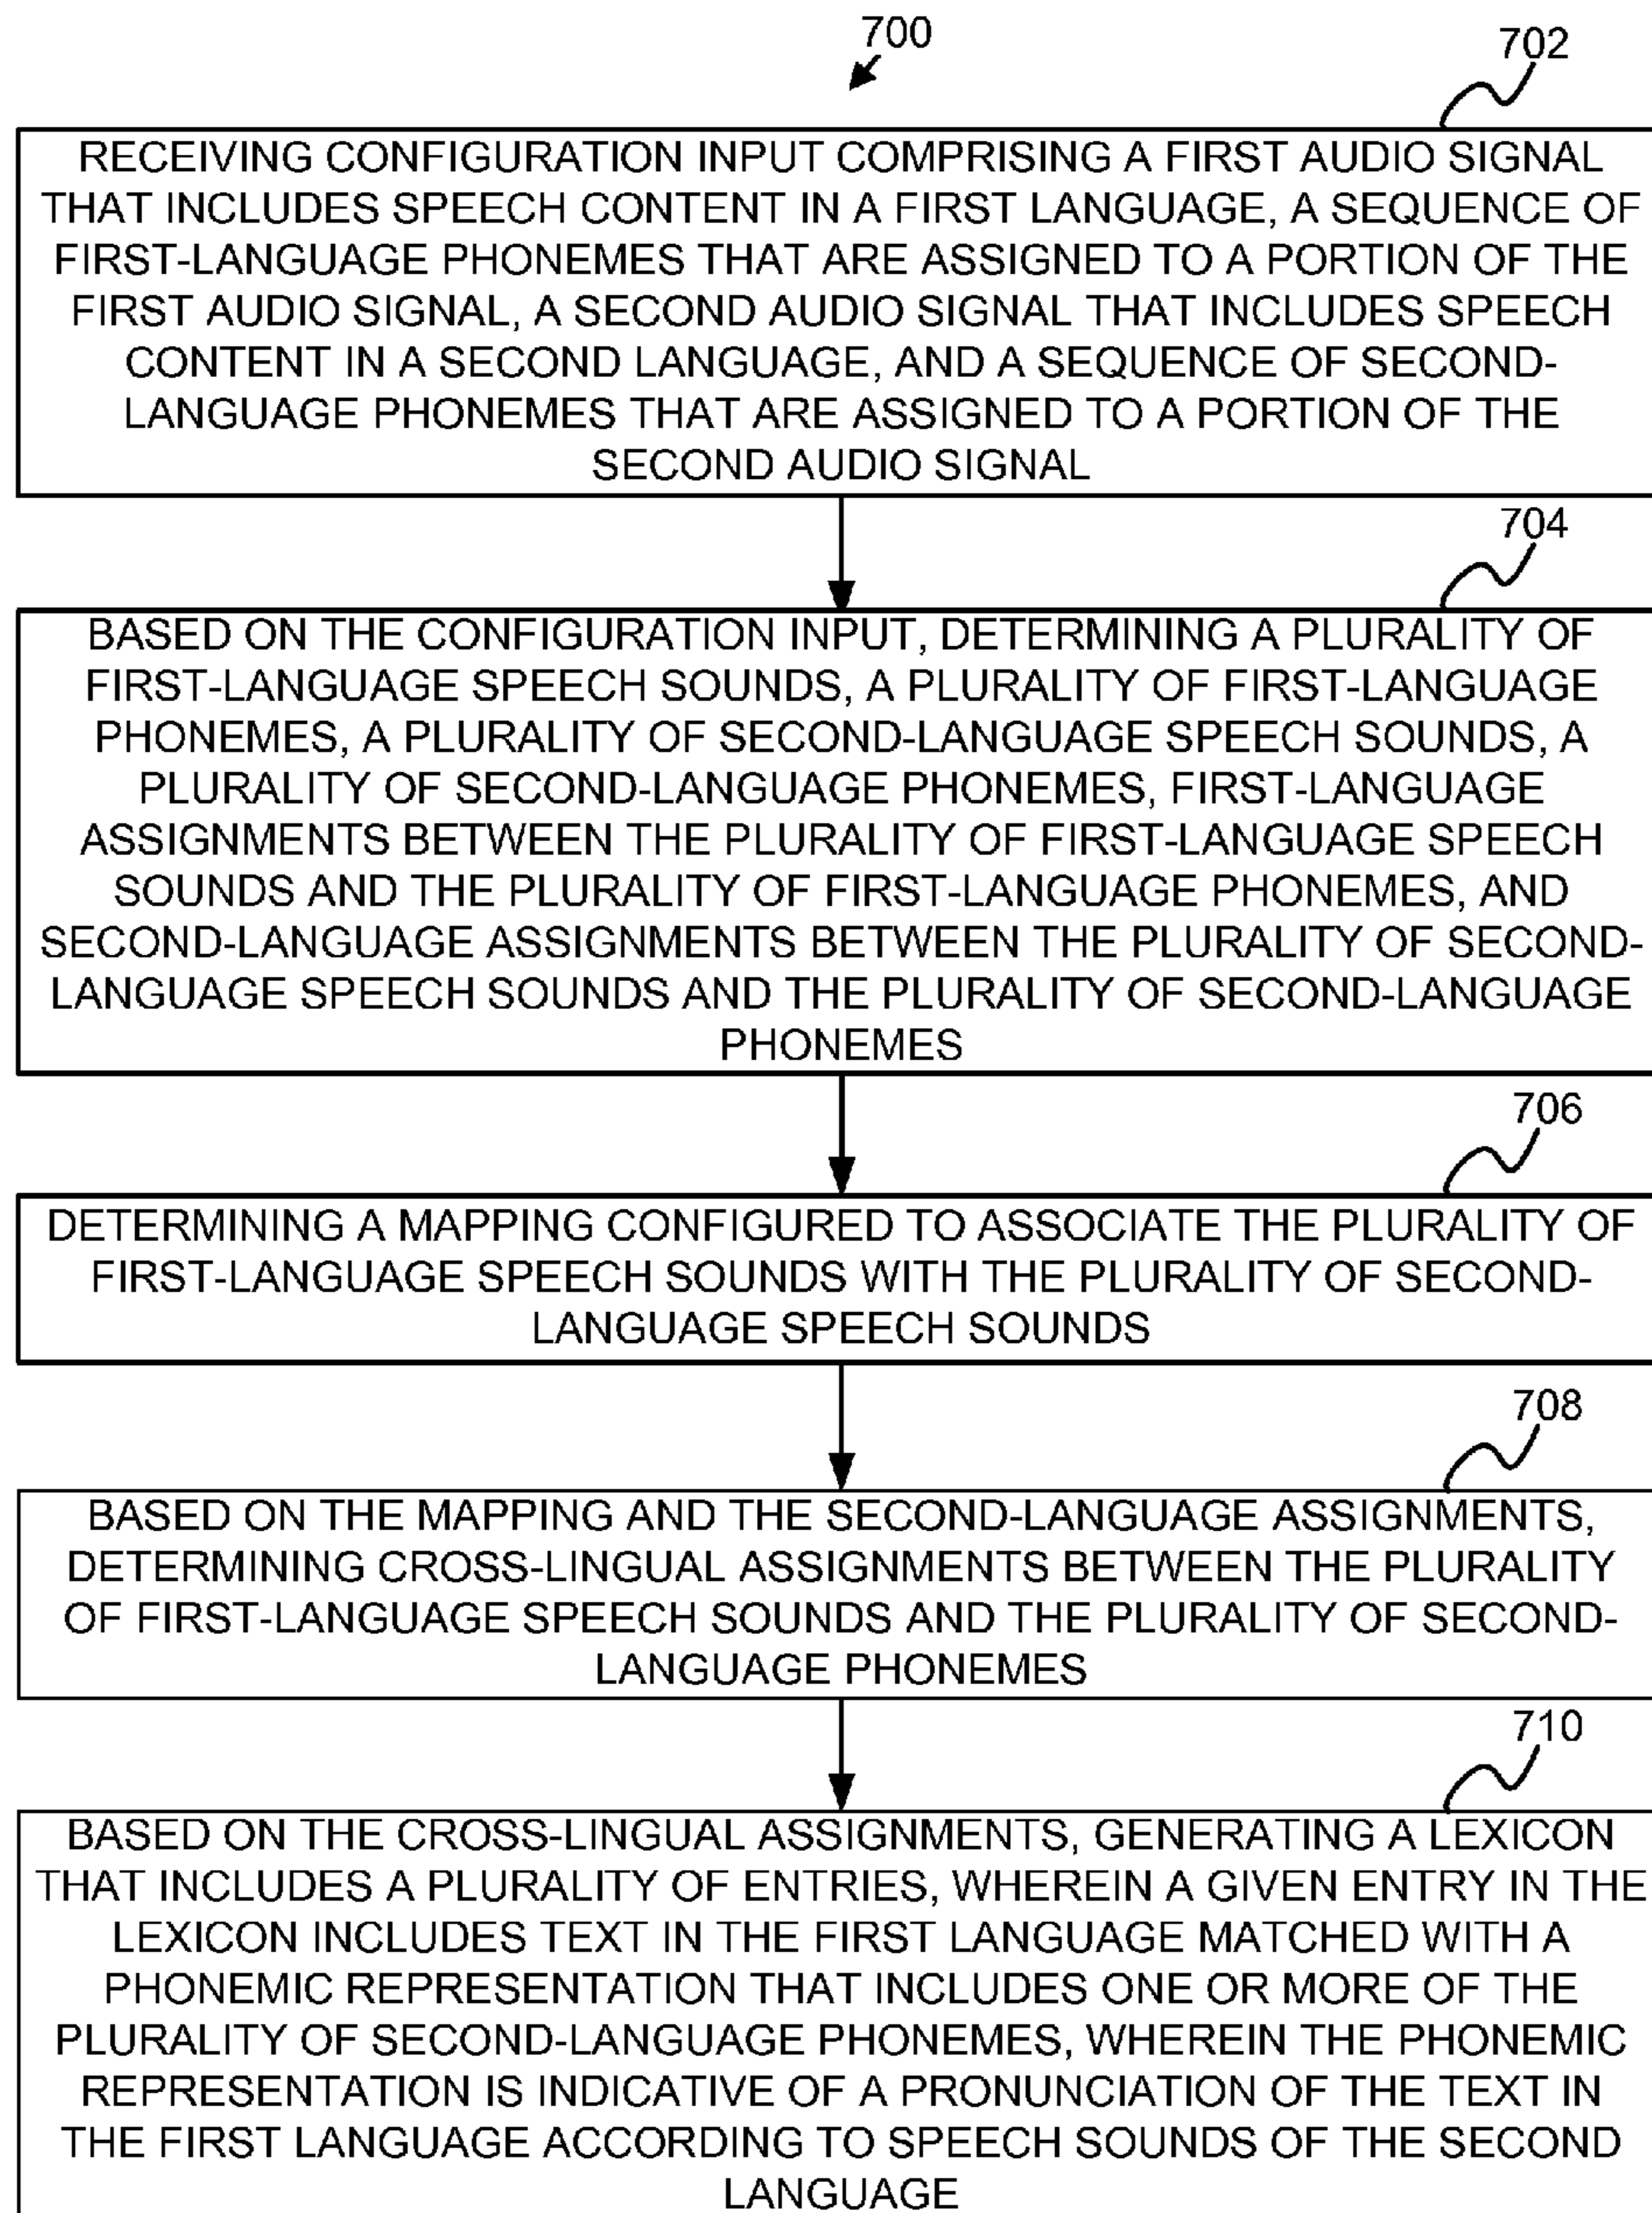 700
702
RECEIVING CONFIGURATION INPUT COMPRISING A FIRST AUDIO SIGNAL
THAT INCLUDES SPEECH CONTENT IN A FIRST LANGUAGE, A SEQUENCE OF
FIRST-LANGUAGE PHONEMES THAT ARE ASSIGNED TO A PORTION OF THE
FIRST AUDIO SIGNAL, A SECOND AUDIO SIGNAL THAT INCLUDES SPEECH
CONTENT IN A SECOND LANGUAGE, AND A SEQUENCE OF SECOND-
LANGUAGE PHONEMES THAT ARE ASSIGNED TO A PORTION OF THE
SECOND AUDIO SIGNAL
704
BASED ON THE CONFIGURATION INPUT, DETERMINING A PLURALITY OF
FIRST-LANGUAGE SPEECH SOUNDS, A PLURALITY OF FIRST-LANGUAGE
PHONEMES, A PLURALITY OF SECOND-LANGUAGE SPEECH SOUNDS, A
PLURALITY OF SECOND-LANGUAGE PHONEMES, FIRST-LANGUAGE
ASSIGNMENTS BETWEEN THE PLURALITY OF FIRST-LANGUAGE SPEECH
SOUNDS AND THE PLURALITY OF FIRST-LANGUAGE PHONEMES, AND
SECOND-LANGUAGE ASSIGNMENTS BETWEEN THE PLURALITY OF SECOND-
LANGUAGE SPEECH SOUNDS AND THE PLURALITY OF SECOND-LANGUAGE
PHONEMES
706
DETERMINING A MAPPING CONFIGURED TO ASSOCIATE THE PLURALITY OF
FIRST-LANGUAGE SPEECH SOUNDS WITH THE PLURALITY OF SECOND-
LANGUAGE SPEECH SOUNDS
708
BASED ON THE MAPPING AND THE SECOND-LANGUAGE ASSIGNMENTS,
DETERMINING CROSS-LINGUAL ASSIGNMENTS BETWEEN THE PLURALITY
OF FIRST-LANGUAGE SPEECH SOUNDS AND THE PLURALITY OF SECOND-
LANGUAGE PHONEMES
710
BASED ON THE CROSS-LINGUAL ASSIGNMENTS, GENERATING A LEXICON
THAT INCLUDES A PLURALITY OF ENTRIES, WHEREIN A GIVEN ENTRY IN THE
LEXICON INCLUDES TEXT IN THE FIRST LANGUAGE MATCHED WITH A
PHONEMIC REPRESENTATION THAT INCLUDES ONE OR MORE OF THE
PLURALITY OF SECOND-LANGUAGE PHONEMES, WHEREIN THE PHONEMIC
REPRESENTATION IS INDICATIVE OF A PRONUNCIATION OF THE TEXT IN
THE FIRST LANGUAGE ACCORDING TO SPEECH SOUNDS OF THE SECOND
LANGUAGE